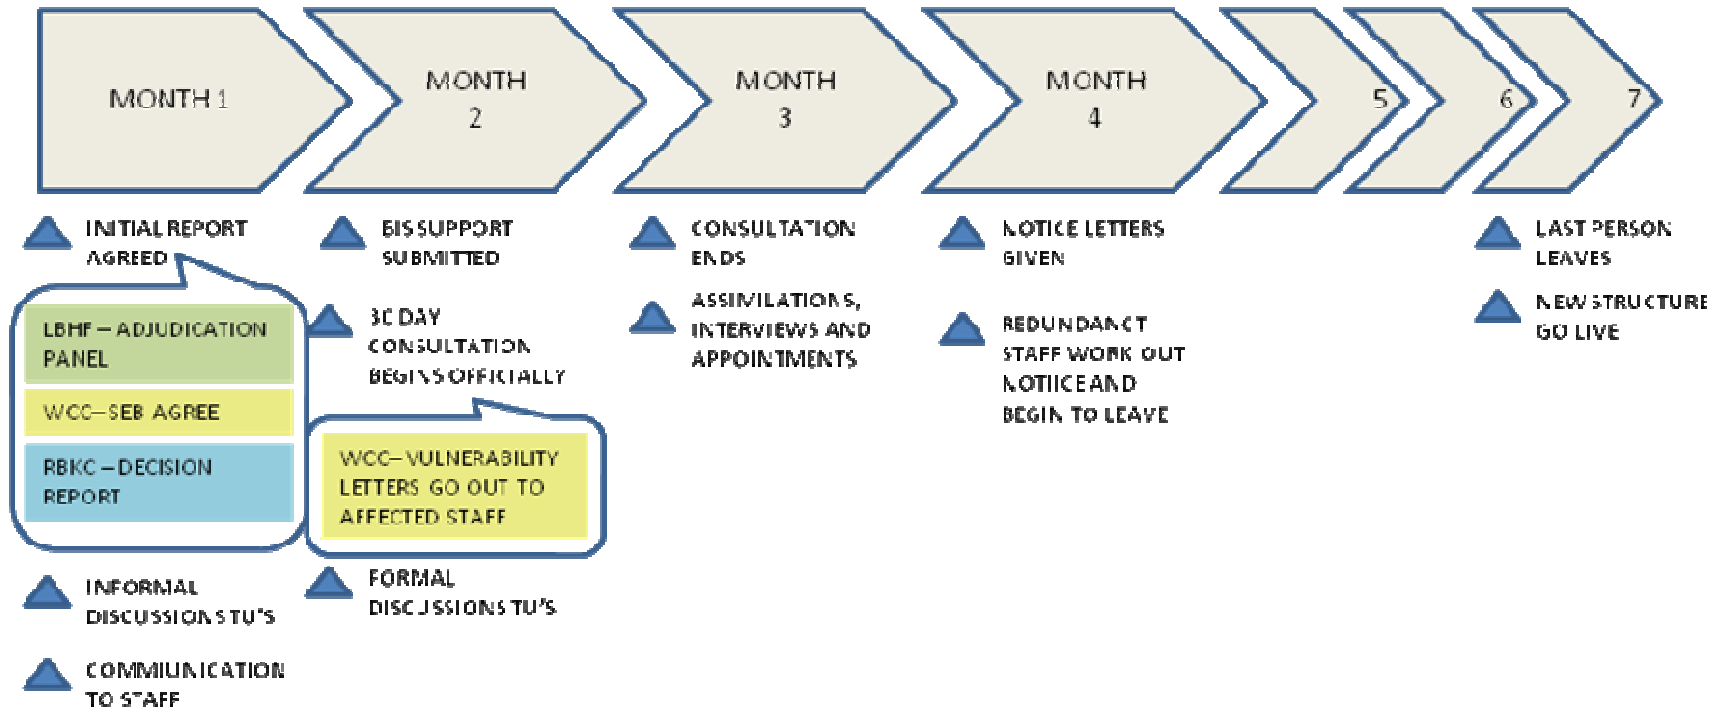 MONTH 1
MONTH
2
MONTH
3
MONTH
4
5
6
7
INITIAL REPORT
AGREED
LBHF – ADJUDICATION
PANEL
WCC–SEB AGREE
RBKC – DECISION
REPORT
INFORMAL
DISCUSSIONS TU'S
COMMUNICATION
TO STAFF
BIS SUPPORT
SUBMITTED
30 DAY
CONSULTATION
BEGINS OFFICIALLY
WCC–VULNERABILITY
LETTERS GO OUT TO
AFFECTED STAFF
FORMAL
DISCUSSIONS TU'S
CONSULTATION
ENDS
ASSIMILATIONS,
INTERVIEWS AND
APPOINTMENTS
NOTICE LETTERS
GIVEN
REDUNDANCT
STAFF WORK OUT
NOTIICE AND
BEGIN TO LEAVE
LAST PERSON
LEAVES
NEW STRUCTURE
GO LIVE